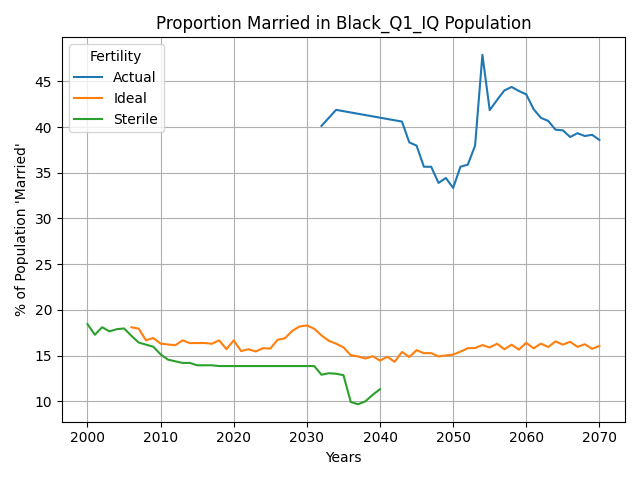 Proportion Married in Black_Q1_IQ Population
Fertility
Actual
Ideal
Sterile
% of Population 'Married'
45
40
35
30
25
20
15
10
2000 2010 2020 2030 2040 2050 2060 2070
Years